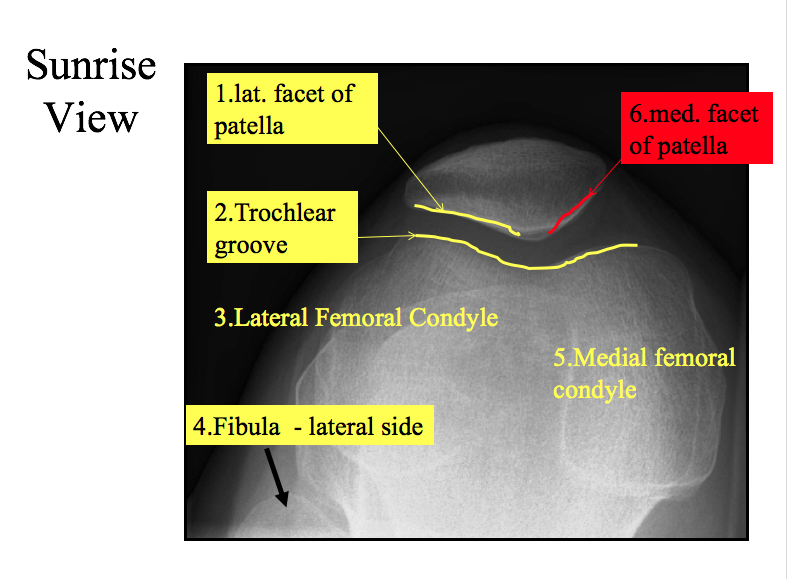 Sunrise
View
1.lat. facet of
patella
6.med. facet
of patella
2.Trochlear
groove
3.Lateral Femoral Condyle
5.Medial femoral
condyle
4.Fibula - lateral side